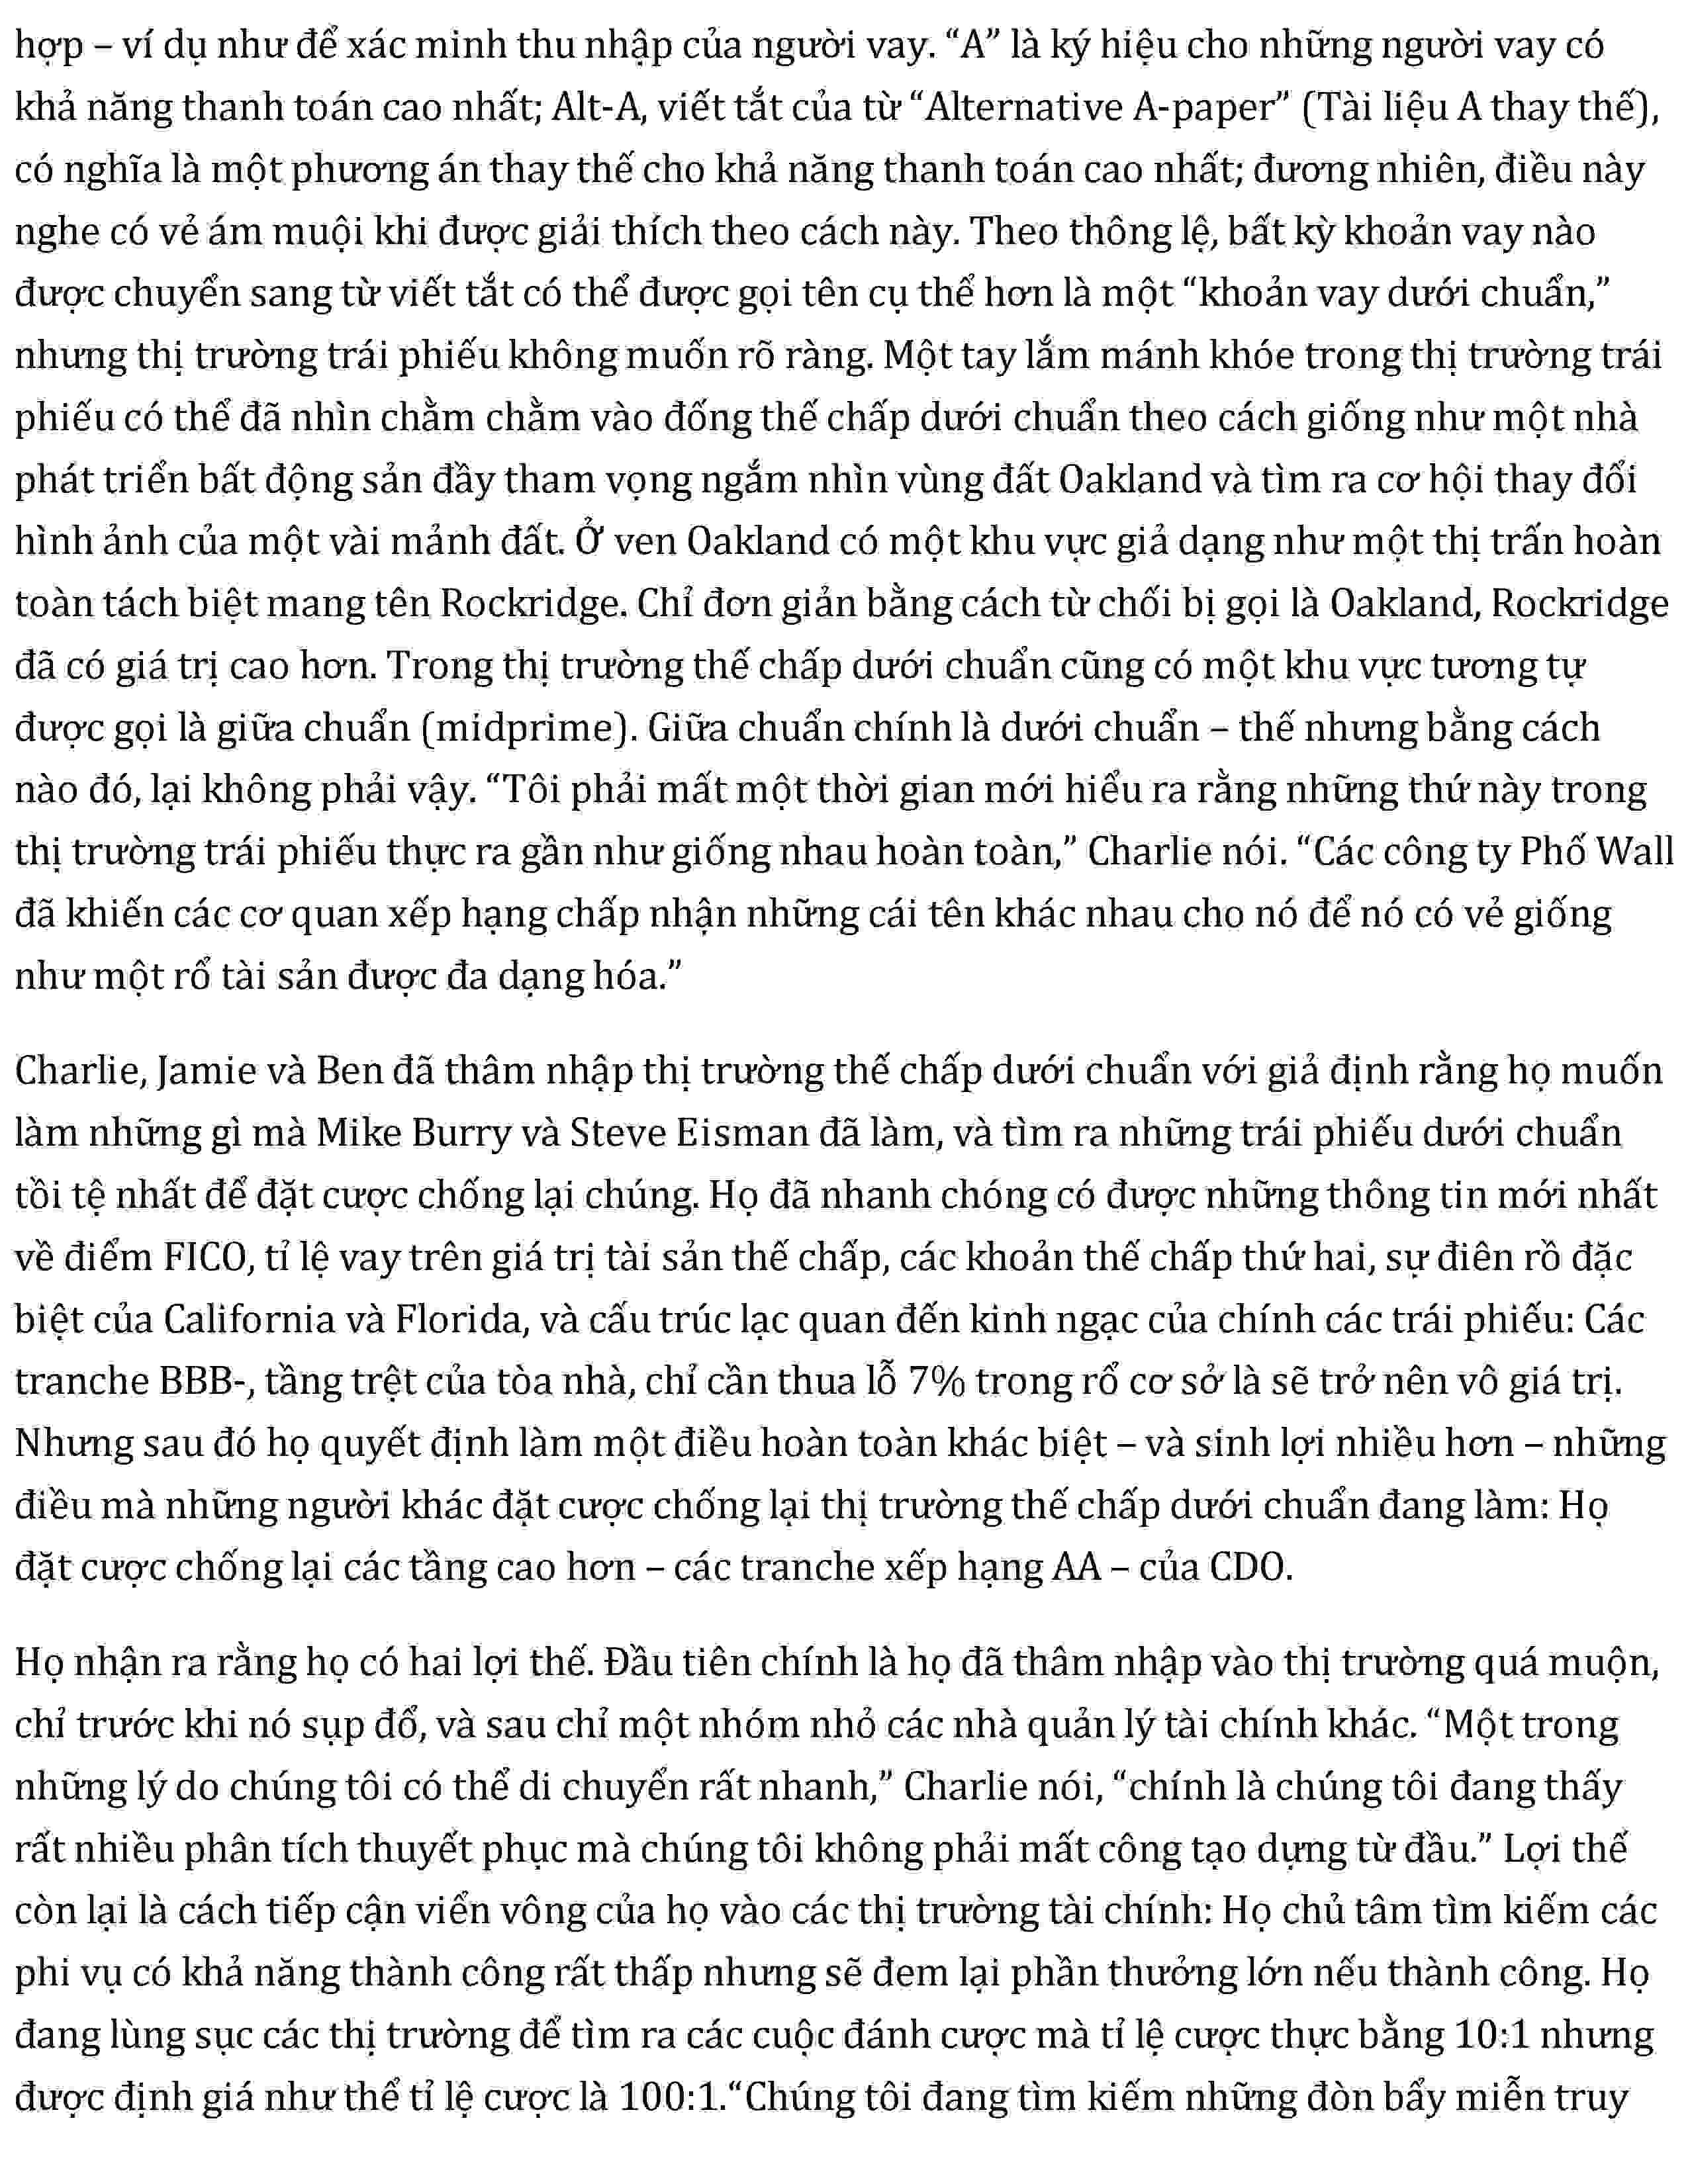 hợp – ví dụ như để xác minh thu nhập của người vay. “A” là ký hiệu cho những người vay có
khả năng thanh toán cao nhất; Alt-A, viết tắt của từ “Alternative A-paper” (Tài liệu A thay thế),
có nghĩa là một phương án thay thế cho khả năng thanh toán cao nhất; đương nhiên, điều này
nghe có vẻ ám muội khi được giải thích theo cách này. Theo thông lệ, bất kỳ khoản vay nào
được chuyển sang từ viết tắt có thể được gọi tên cụ thể hơn là một “khoản vay dưới chuẩn,”
nhưng thị trường trái phiếu không muốn rõ ràng. Một tay lắm mánh khóe trong thị trường trái
phiếu có thể đã nhìn chằm chằm vào đống thế chấp dưới chuẩn theo cách giống như một nhà
phát triển bất động sản đầy tham vọng ngắm nhìn vùng đất Oakland và tìm ra cơ hội thay đổi
hình ảnh của một vài mảnh đất. Ở ven Oakland có một khu vực giả dạng như một thị trấn hoàn
toàn tách biệt mang tên Rockridge. Chỉ đơn giản bằng cách từ chối bị gọi là Oakland, Rockridge
đã có giá trị cao hơn. Trong thị trường thế chấp dưới chuẩn cũng có một khu vực tương tự
được gọi là giữa chuẩn (midprime). Giữa chuẩn chính là dưới chuẩn – thế nhưng bằng cách
nào đó, lại không phải vậy. “Tôi phải mất một thời gian mới hiểu ra rằng những thứ này trong
thị trường trái phiếu thực ra gần như giống nhau hoàn toàn,” Charlie nói. “Các công ty Phố Wall
đã khiến các cơ quan xếp hạng chấp nhận những cái tên khác nhau cho nó để nó có vẻ giống
như một rổ tài sản được đa dạng hóa.”
Charlie, Jamie và Ben đã thâm nhập thị trường thế chấp dưới chuẩn với giả định rằng họ muốn
làm những gì mà Mike Burry và Steve Eisman đã làm, và tìm ra những trái phiếu dưới chuẩn
tồi tệ nhất để đặt cược chống lại chúng. Họ đã nhanh chóng có được những thông tin mới nhất
về điểm FICO, tỉ lệ vay trên giá trị tài sản thế chấp, các khoản thế chấp thứ hai, sự điên rồ đặc
biệt của California và Florida, và cấu trúc lạc quan đến kinh ngạc của chính các trái phiếu: Các
tranche BBB-, tầng trệt của tòa nhà, chỉ cần thua lỗ 7% trong rổ cơ sở là sẽ trở nên vô giá trị.
Nhưng sau đó họ quyết định làm một điều hoàn toàn khác biệt – và sinh lợi nhiều hơn – những
điều mà những người khác đặt cược chống lại thị trường thế chấp dưới chuẩn đang làm: Họ
đặt cược chống lại các tầng cao hơn – các tranche xếp hạng AA – của CDO.
Họ nhận ra rằng họ có hai lợi thế. Đầu tiên chính là họ đã thâm nhập vào thị trường quá muộn,
chỉ trước khi nó sụp đổ, và sau chỉ một nhóm nhỏ các nhà quản lý tài chính khác. “Một trong
những lý do chúng tôi có thể di chuyển rất nhanh,” Charlie nói, “chính là chúng tôi đang thấy
rất nhiều phân tích thuyết phục mà chúng tôi không phải mất công tạo dựng từ đầu.” Lợi thế
còn lại là cách tiếp cận viển vông của họ vào các thị trường tài chính: Họ chủ tâm tìm kiếm các
phi vụ có khả năng thành công rất thấp nhưng sẽ đem lại phần thưởng lớn nếu thành công. Họ
đang lùng sục các thị trường để tìm ra các cuộc đánh cược mà tỉ lệ cược thực bằng 10:1 nhưng
được định giá như thể tỉ lệ cược là 100:1.“Chúng tôi đang tìm kiếm những đòn bẩy miễn truy